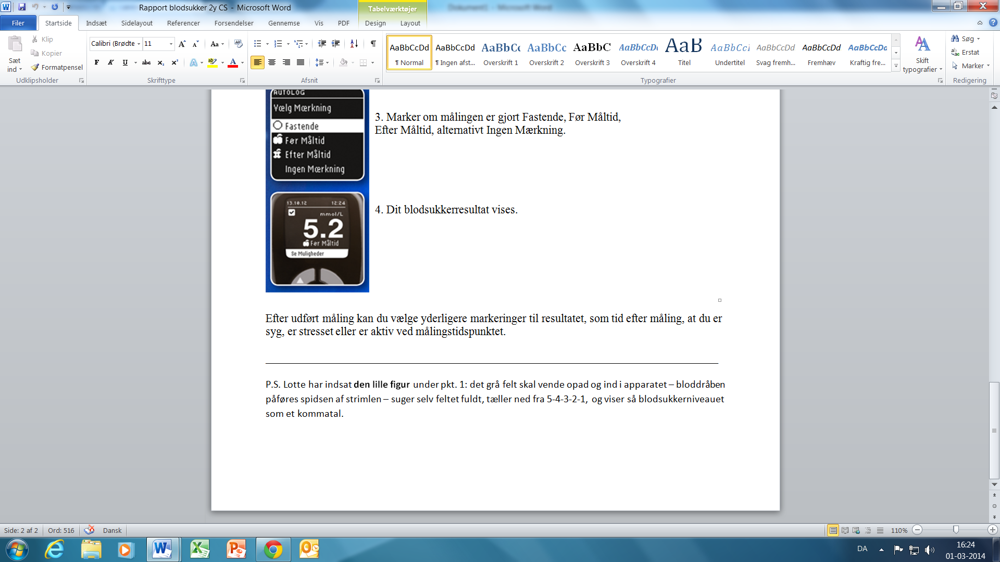 Rapport blodsukker 2y CS - Microsoft Word
Tabelværktøjer
Filer
Startside
Indsæt
Sidelayout
Referencer
Forsendelser
Gennemse
Vis
PDF
Design
Layout
Sæt
ind
Klip
Kopier
Formatpensel
Udklipsholder
Calibri (Brødte
11
Skrifttype
Afsnit
AaBbCcDd
¶ Normal
AaBbCcDd
¶ Ingen afst...
AaBbCc
Overskrift 1
AaBbCc
Overskrift 2
AaBbC
Overskrift 3
AaBbCcDc
Overskrift 4
AaB
Titel
AaBbCcI
Undertitel
AaBbCcDd
Svag fremh...
AaBbCcDd
Fremhæv
AaBbCcDd
Kraftig fre...
Skift
typografier
Typografier
Søg
Erstat
Marker
Redigering
AUTOLOG
Vælg Mærkning
Fastende
Før Måltid
Efter Måltid
Ingen Mærkning
3. Marker om målingen er gjort Fastende, Før Måltid,
Efter Måltid, alternativt Ingen Mærkning.
13.10.12 12:24
mmol/L
5.2
Før Måltid
Se Muligheder
4. Dit blodsukkerresultat vises.
Efter udført måling kan du vælge yderligere markeringer til resultatet, som tid efter måling, at du er
syg, er stresset eller er aktiv ved målingstidspunktet.
P.S. Lotte har indsat den lille figur under pkt. 1: det grå felt skal vende opad og ind i apparatet – bloddråben
påføres spidsen af strimlen – suger selv feltet fuldt, tæller ned fra 5-4-3-2-1, og viser så blodsukkerniveauet
som et kommatal.
Side: 2 af 2
Ord: 516
Dansk
110%
DA
16:24
01-03-2014